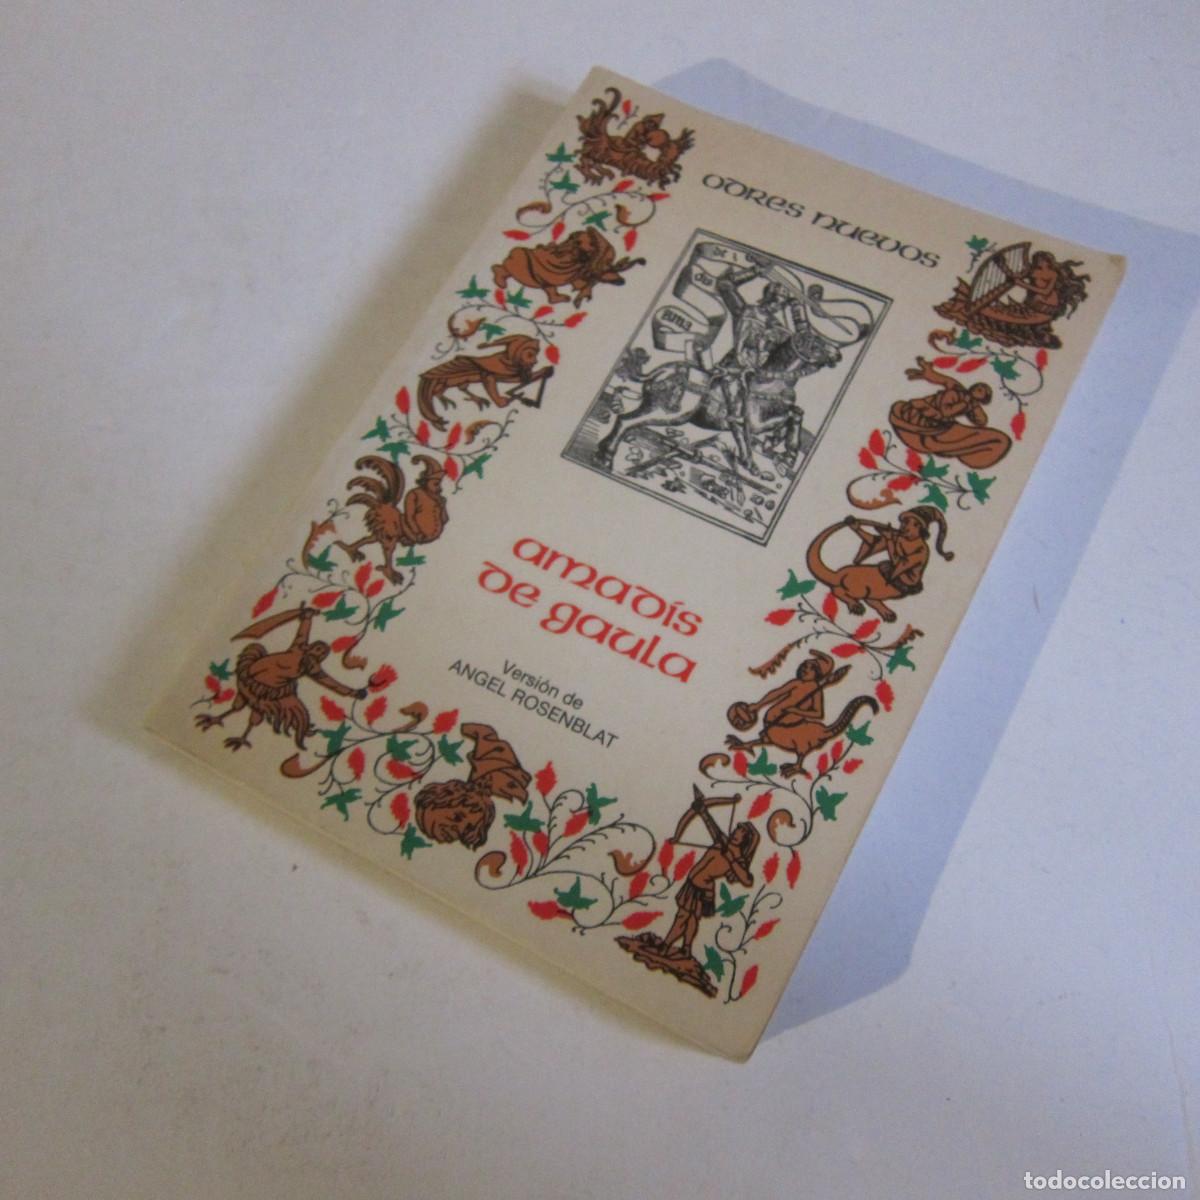 ODRES NUEVOS
amadís
de gaula
Versión de
ANGEL ROSENBLAT
todocoleccion